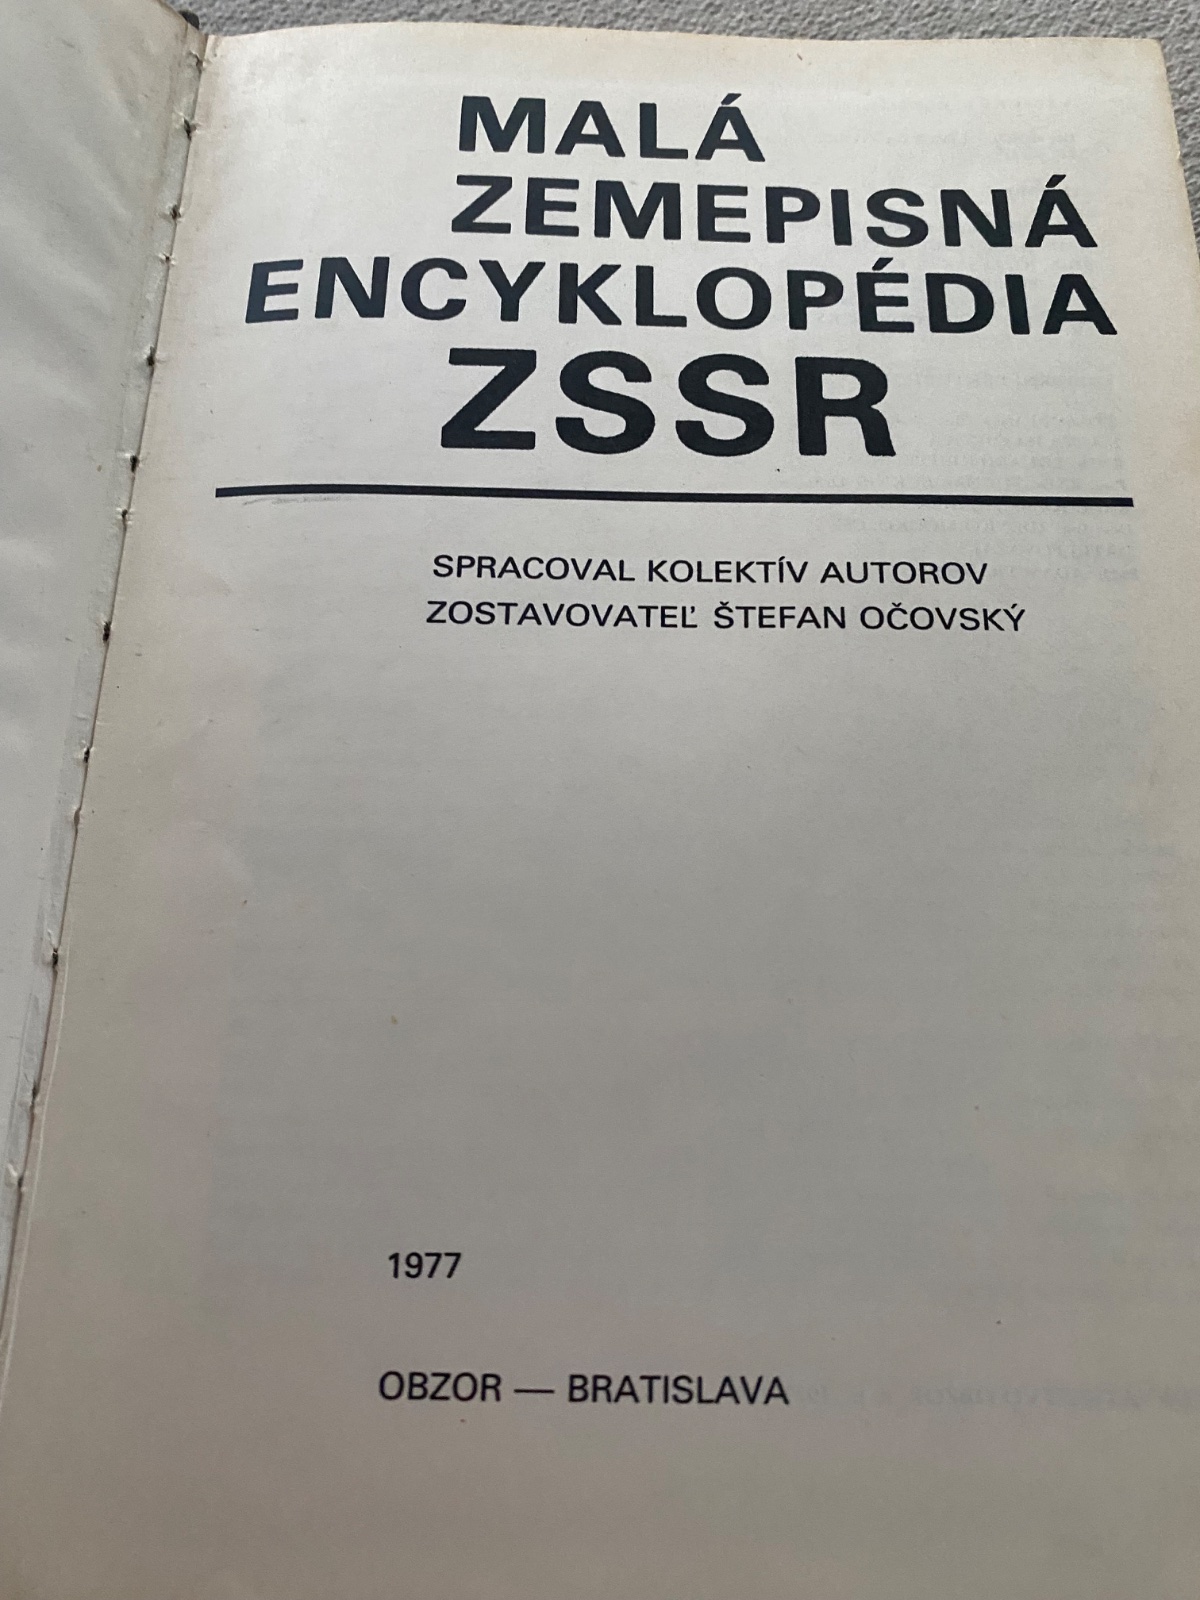 MALÁ
ZEMEPISNÁ
ENCYKLOPÉDIA
ZSSR
SPRACOVAL KOLEKTÍV AUTOROV
ZOSTAVOVATEĽ ŠTEFAN OČOVSKÝ
1977
OBZOR — BRATISLAVA